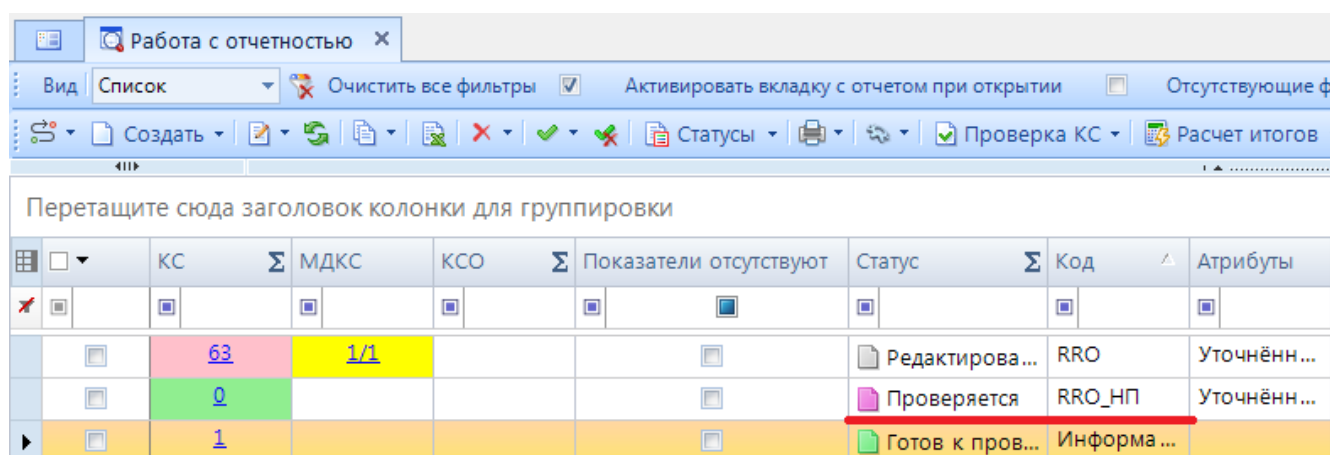 Работа с отчетностью
Вид Список Очистить все фильтры Активировать вкладку с отчетом при открытии Отсутствующие ф
Создать Статусы Проверка КС Расчет итогов
Перетащите сюда заголовок колонки для группировки
КС Σ МДКС КСО Σ Показатели отсутствуют Статус Σ Код Атрибуты
63 1/1 Редактирова... RRO Уточнённ...
0 Проверяется RRO_НП Уточнённ...
1 Готов к пров... Информа...